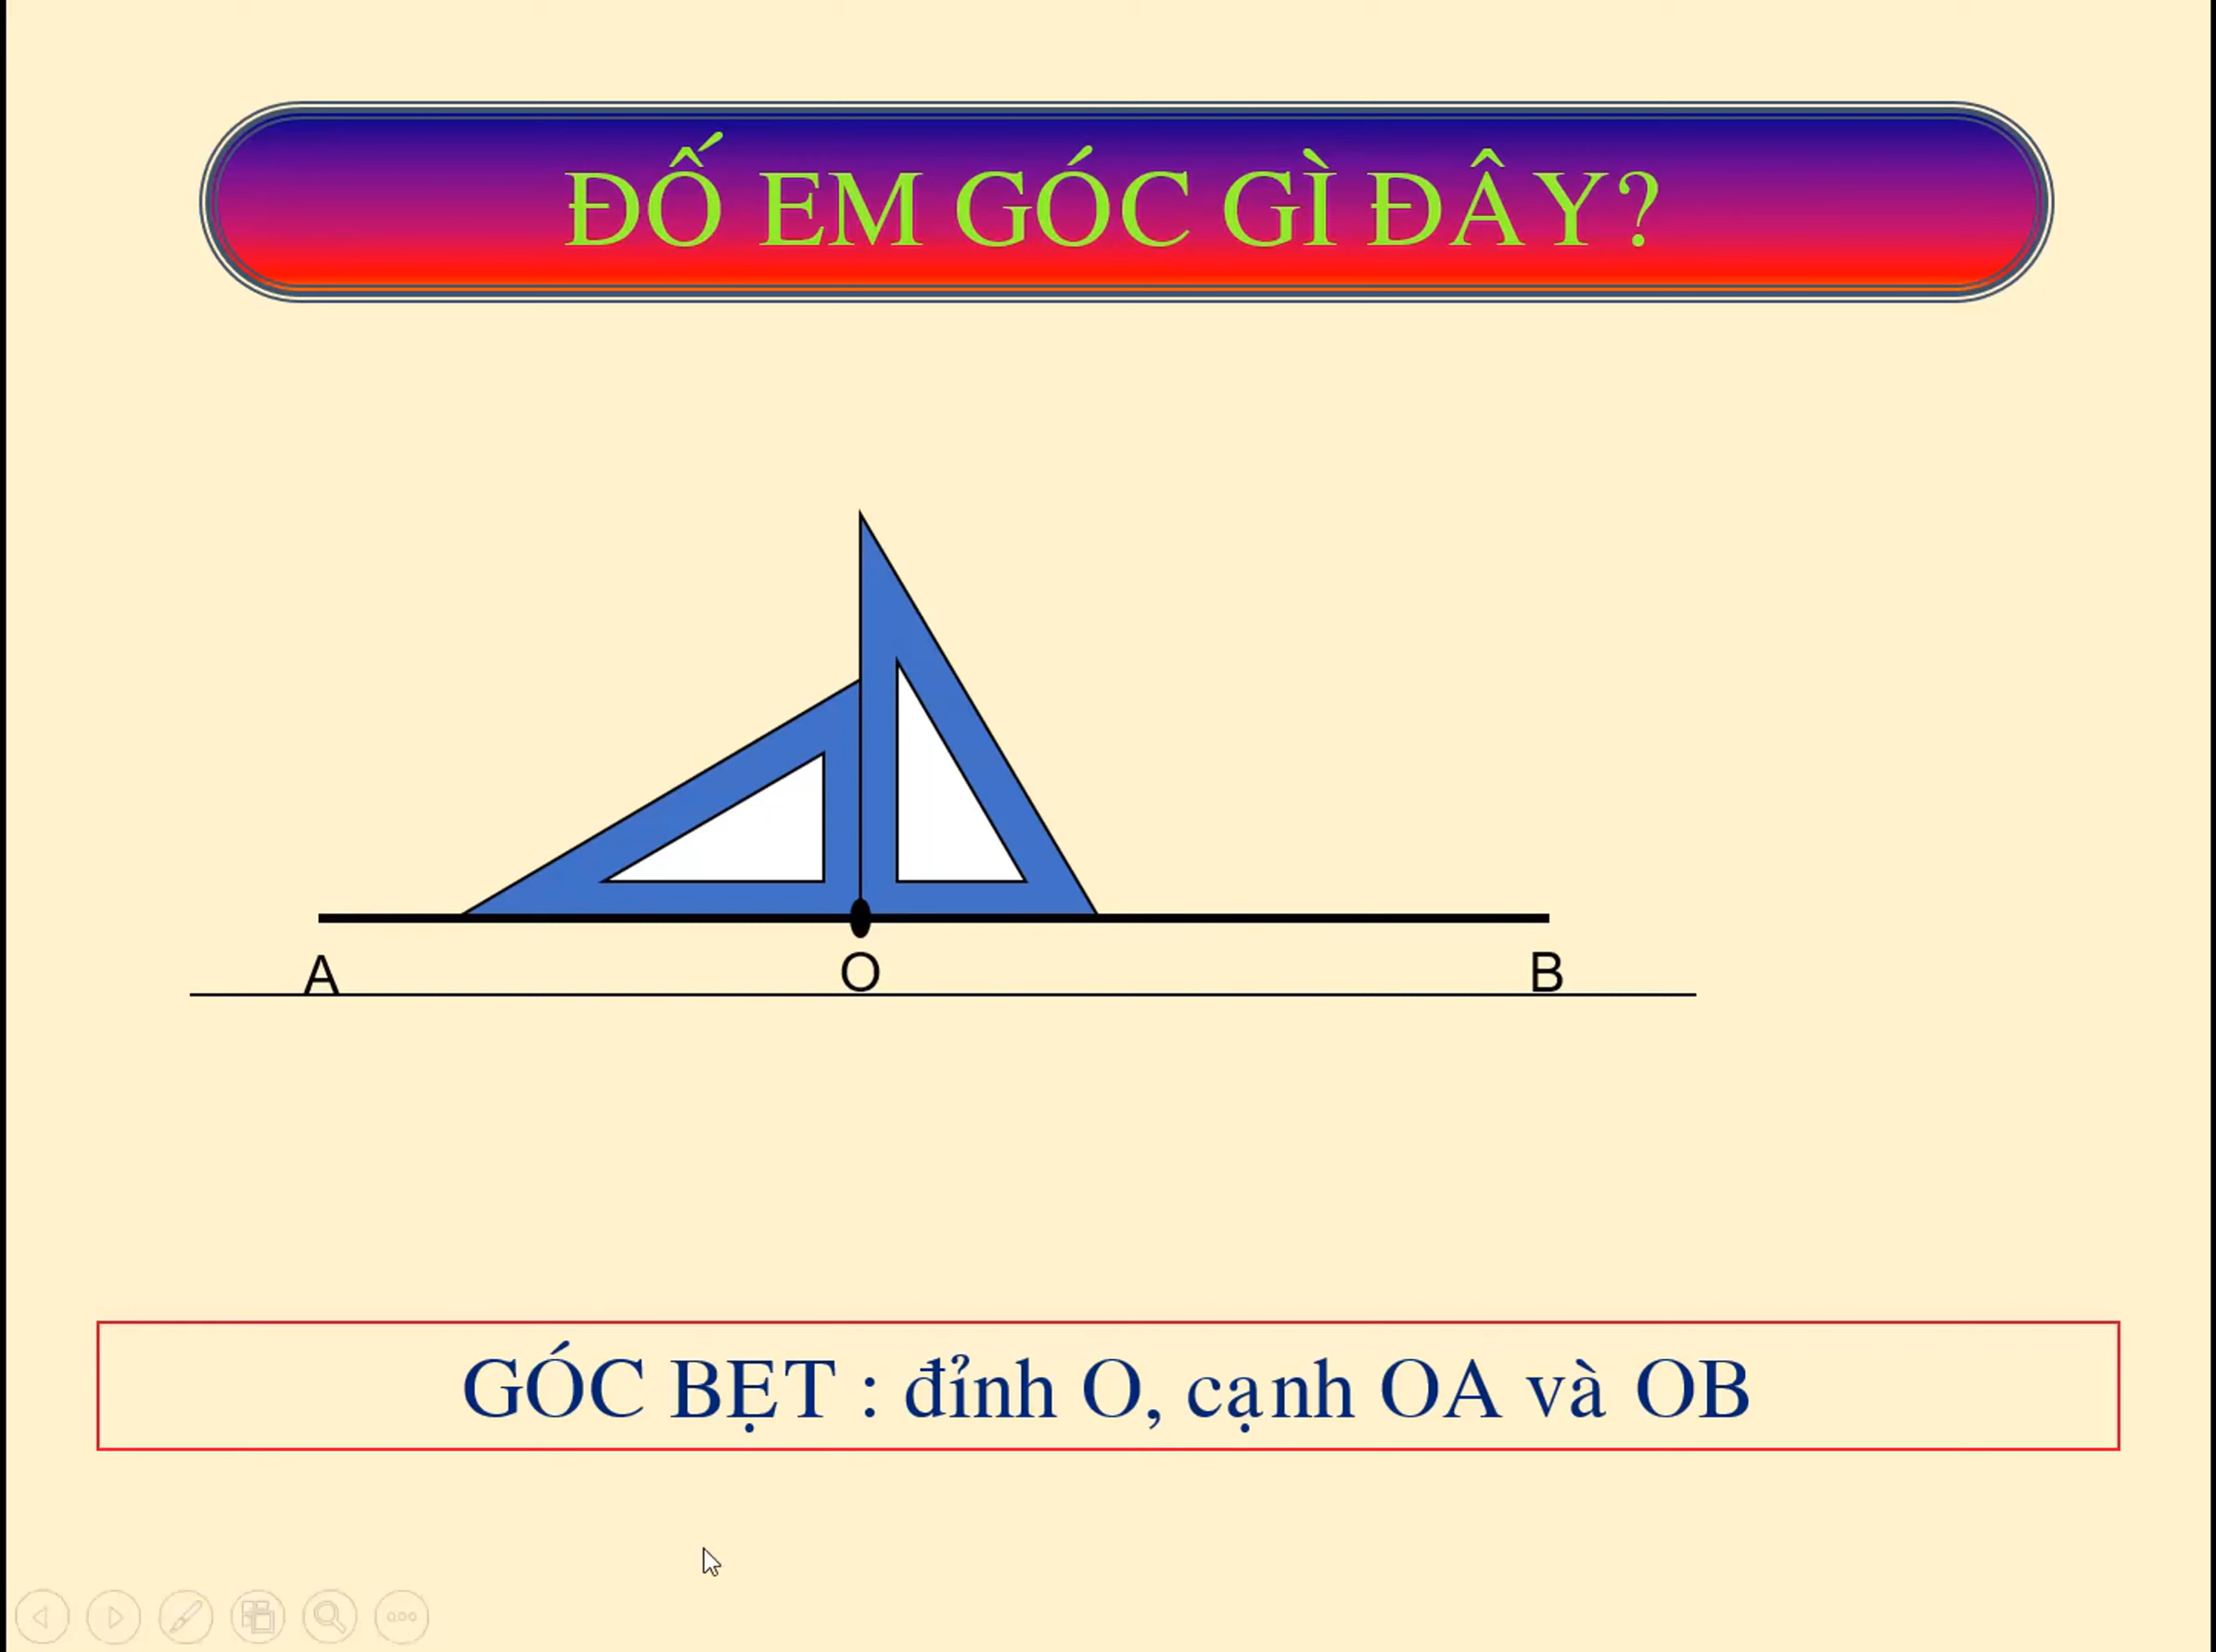 ĐỐ EM GÓC GÌ ĐÂY?
A O B
GÓC BẸT : đỉnh O, cạnh OA và OB